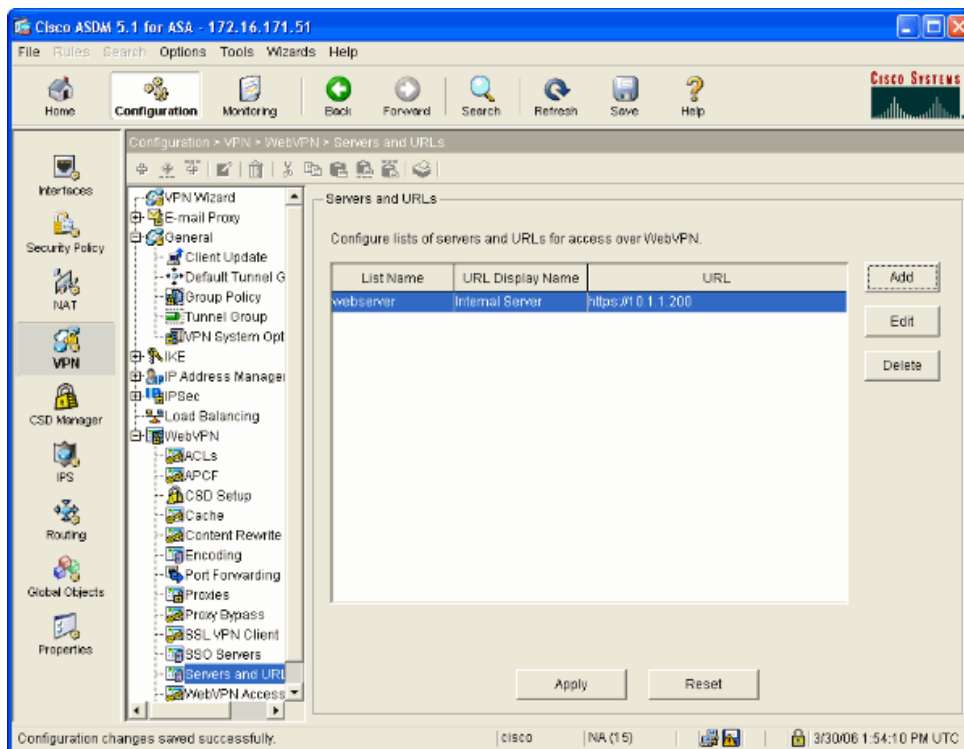 Cisco ASDM 5.1 for ASA - 172.16.171.51
File Rules Search Options Tools Wizards Help
Home Configuration Monitoring Back Forward Search Refresh Save Help
CISCO SYSTEMS
Configuration > VPN > WebVPN > Servers and URLs
Interfaces
Security Policy
NAT
VPN
CSD Manager
IPS
Routing
Global Objects
Properties
VPN Wizard
E-mail Proxy
General
Client Update
Default Tunnel G
Group Policy
Tunnel Group
VPN System Opt
IKE
IP Address Manager
IPSec
Load Balancing
WebVPN
ACLs
APCF
CSD Setup
Cache
Content Rewrite
Encoding
Port Forwarding
Proxies
Proxy Bypass
SSL VPN Client
SSO Servers
Servers and URL
WebVPN Access
Servers and URLs
Configure lists of servers and URLs for access over WebVPN.
List Name URL Display Name URL
webserver Internal Server https://10.1.1.200
Add
Edit
Delete
Apply Reset
Configuration changes saved successfully. cisco NA (15) 3/30/06 1:54:10 PM UTC